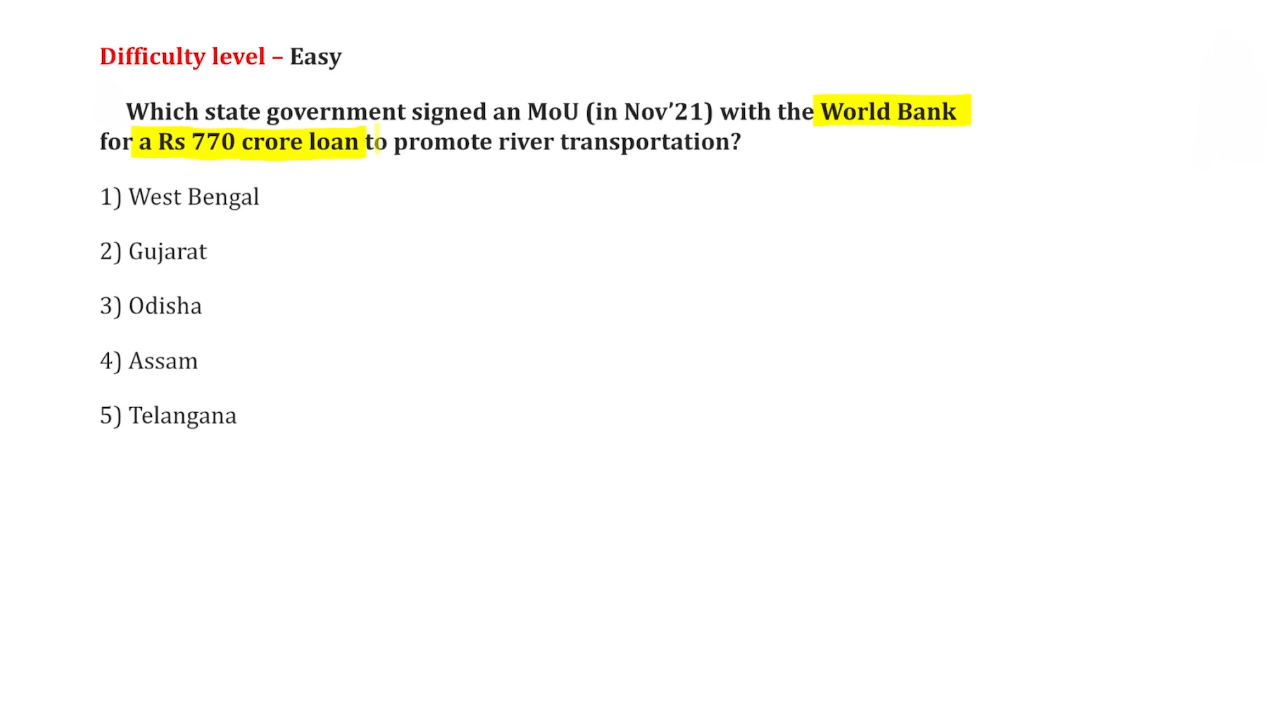 Difficulty level – Easy
Which state government signed an MoU (in Nov’21) with the World Bank
for a Rs 770 crore loan to promote river transportation?
1) West Bengal
2) Gujarat
3) Odisha
4) Assam
5) Telangana